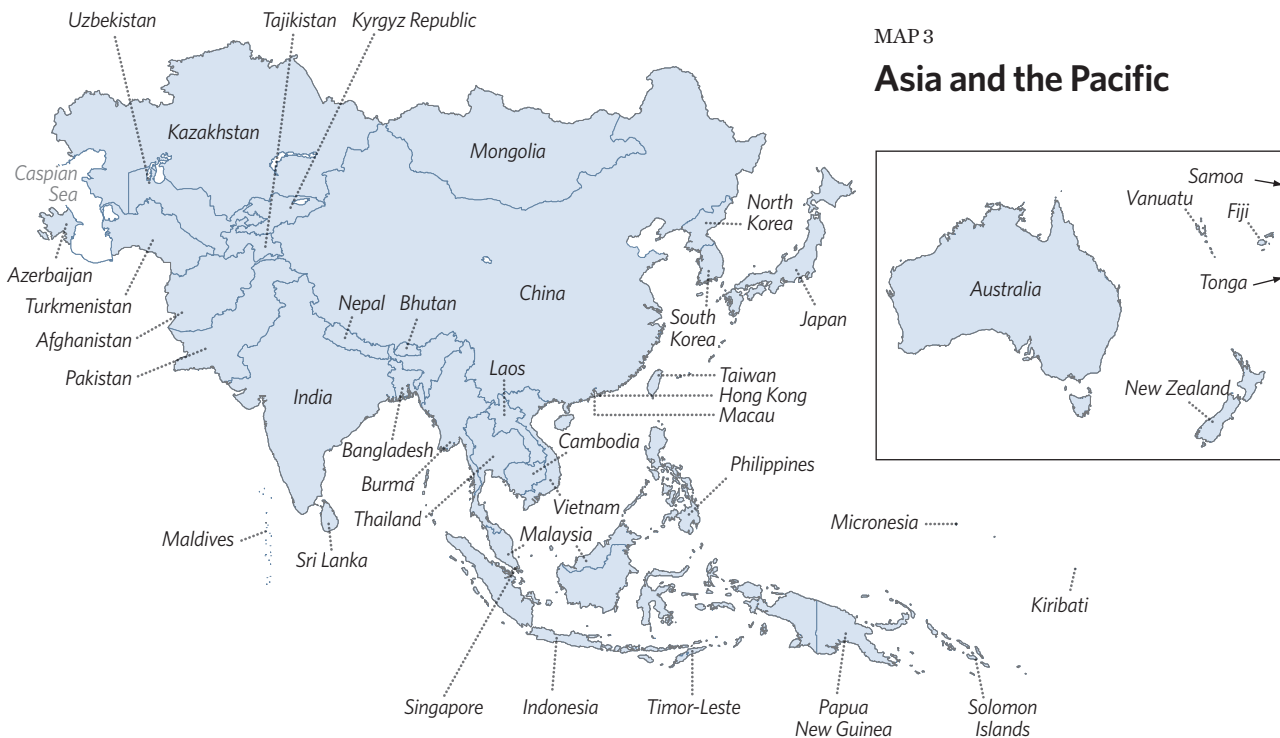 Uzbekistan
Tajikistan
Kyrgyz Republic
MAP 3
Asia and the Pacific
Kazakhstan
Mongolia
Caspian
Sea
Samoa
Vanuatu
Fiji
North
Korea
Azerbaijan
Tonga
Turkmenistan
Nepal
Bhutan
China
Australia
South
Korea
Japan
Afghanistan
Pakistan
Laos
Taiwan
Hong Kong
Macau
India
New Zealand
Bangladesh
Cambodia
Philippines
Burma
Vietnam
Thailand
Micronesia
Maldives
Malaysia
Sri Lanka
Kiribati
Singapore
Indonesia
Timor-Leste
Papua
New Guinea
Solomon
Islands